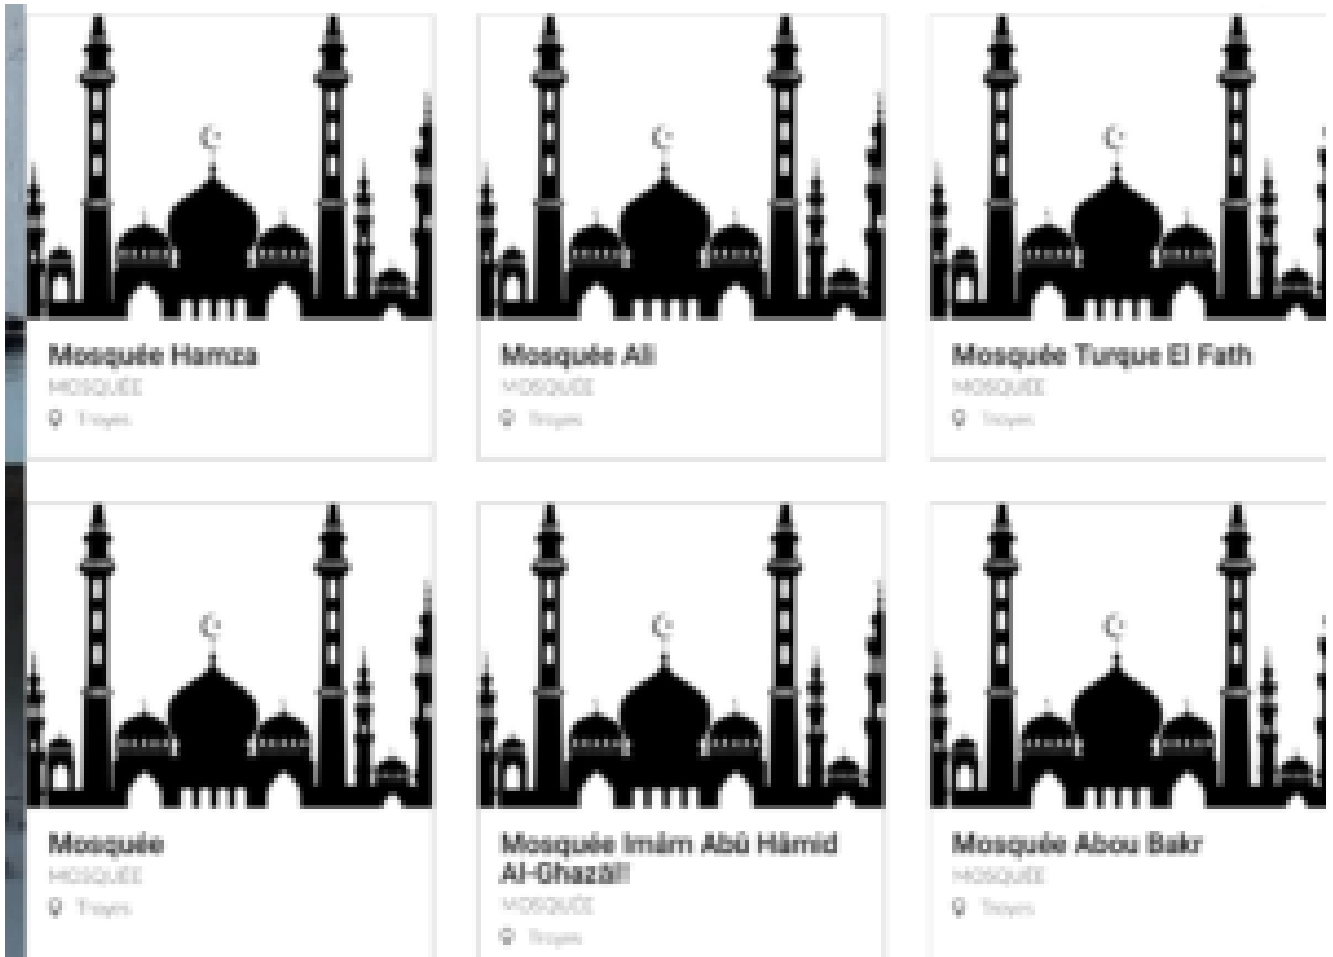 Mosquée Hamza
MOSQUÉE
Troyes
Mosquée Ali
MOSQUÉE
Troyes
Mosquée Turque El Fath
MOSQUÉE
Troyes
Mosquée
MOSQUÉE
Troyes
Mosquée Imâm Abû Hâmid
Al-Ghazâlî
MOSQUÉE
Troyes
Mosquée Abou Bakr
MOSQUÉE
Troyes